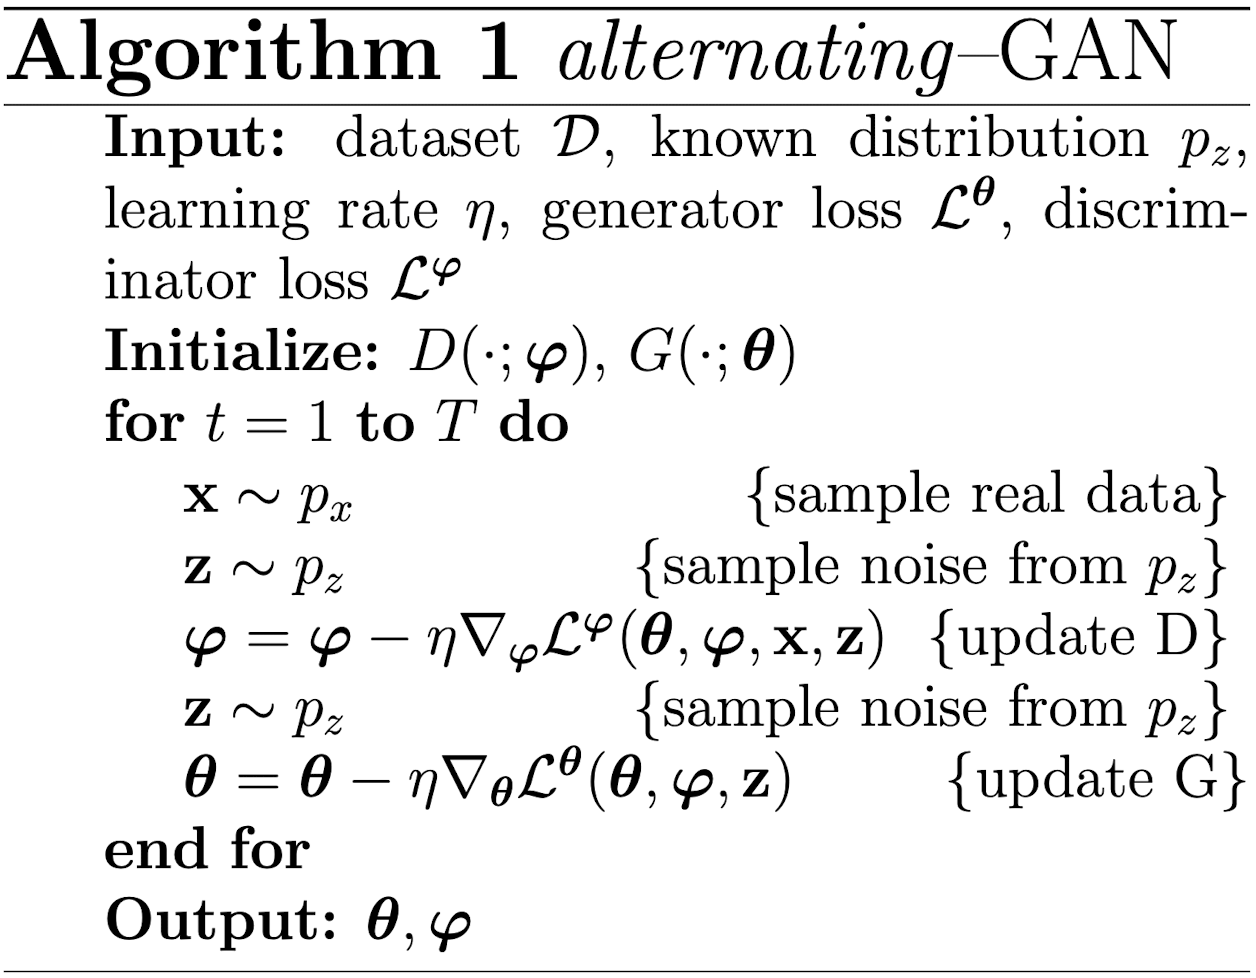 Algorithm 1 alternating–GAN
Input: dataset 𝓓, known distribution p_z,
learning rate η, generator loss 𝓛^θ, discrim-
inator loss 𝓛^φ
Initialize: D(·; φ), G(·; θ)
for t = 1 to T do
x ∼ p_x {sample real data}
z ∼ p_z {sample noise from p_z}
φ = φ − η∇_φ𝓛^φ(θ, φ, x, z) {update D}
z ∼ p_z {sample noise from p_z}
θ = θ − η∇_θ𝓛^θ(θ, φ, z) {update G}
end for
Output: θ, φ